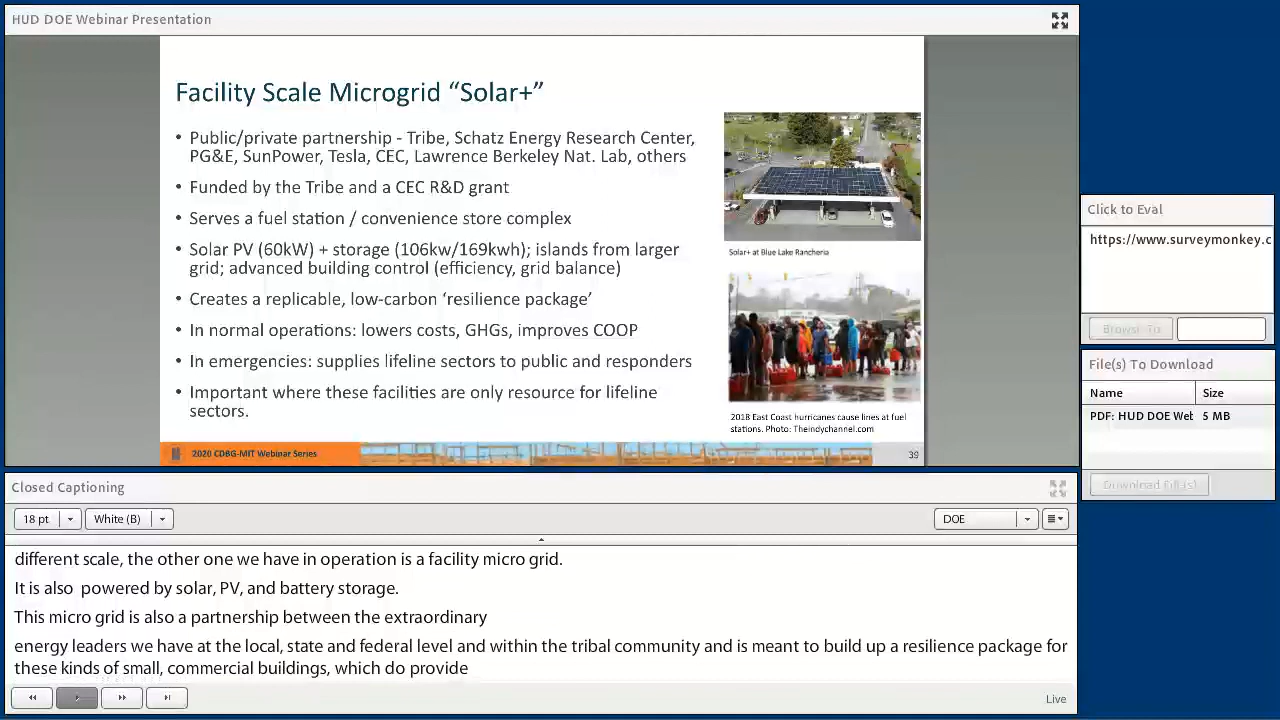 HUD DOE Webinar Presentation
Facility Scale Microgrid “Solar+”
• Public/private partnership - Tribe, Schatz Energy Research Center,
PG&E, SunPower, Tesla, CEC, Lawrence Berkeley Nat. Lab, others
• Funded by the Tribe and a CEC R&D grant
• Serves a fuel station / convenience store complex
• Solar PV (60kW) + storage (106kw/169kwh); islands from larger
grid; advanced building control (efficiency, grid balance)
• Creates a replicable, low-carbon ‘resilience package’
• In normal operations: lowers costs, GHGs, improves COOP
• In emergencies: supplies lifeline sectors to public and responders
• Important where these facilities are only resource for lifeline
sectors.
Solar+ at Blue Lake Rancheria
2018 East Coast hurricanes cause lines at fuel
stations. Photo: Theindychannel.com
2020 CDBG-MIT Webinar Series
39
Click to Eval
https://www.surveymonkey.c
Browse To
File(s) To Download
Name Size
PDF: HUD DOE Wet 5 MB
Download File(s)
Closed Captioning
18 pt White (B) DOE
different scale, the other one we have in operation is a facility micro grid.
It is also powered by solar, PV, and battery storage.
This micro grid is also a partnership between the extraordinary
energy leaders we have at the local, state and federal level and within the tribal community and is meant to build up a resilience package for
these kinds of small, commercial buildings, which do provide
Live